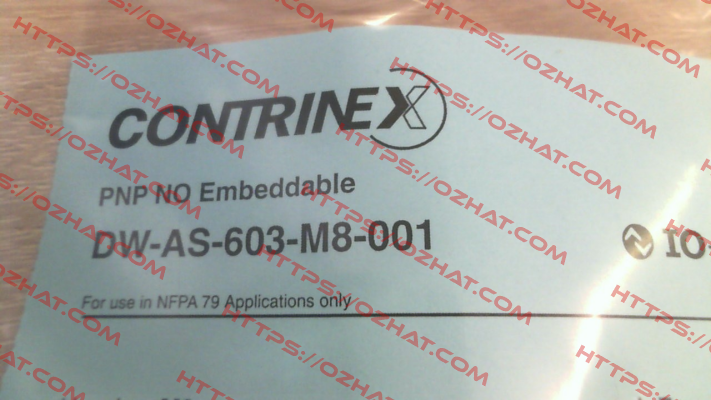 CONTRINEX
PNP NO Embeddable
DW-AS-603-M8-001
IO
For use in NFPA 79 Applications only
HTTPS://OZHAT.COM